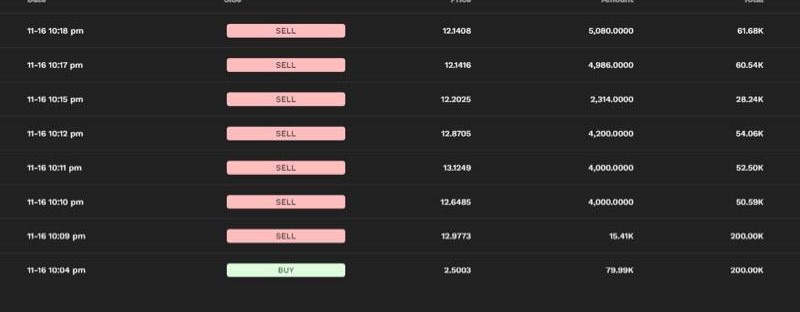 Date Side Price Amount Total
11-16 10:18 pm SELL 12.1408 5,080.0000 61.68K
11-16 10:17 pm SELL 12.1416 4,986.0000 60.54K
11-16 10:15 pm SELL 12.2025 2,314.0000 28.24K
11-16 10:12 pm SELL 12.8705 4,200.0000 54.06K
11-16 10:11 pm SELL 13.1249 4,000.0000 52.50K
11-16 10:10 pm SELL 12.6485 4,000.0000 50.59K
11-16 10:09 pm SELL 12.9773 15.41K 200.00K
11-16 10:04 pm BUY 2.5003 79.99K 200.00K